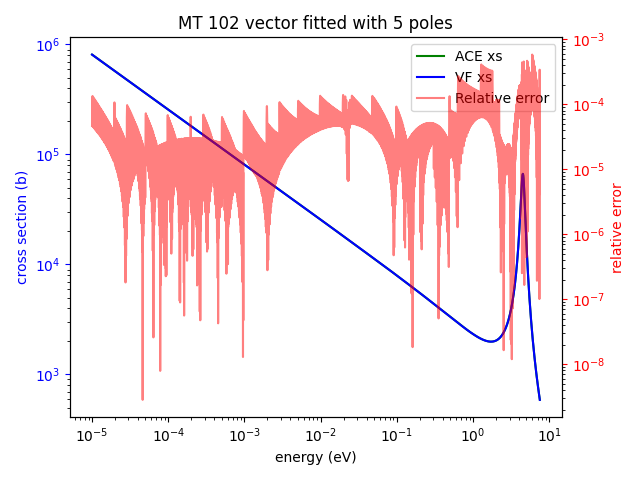 MT 102 vector fitted with 5 poles
ACE xs
VF xs
Relative error
cross section (b)
10^6
10^5
10^4
10^3
10^-3
10^-4
10^-5
10^-6
10^-7
10^-8
relative error
10^-5 10^-4 10^-3 10^-2 10^-1 10^0 10^1
energy (eV)